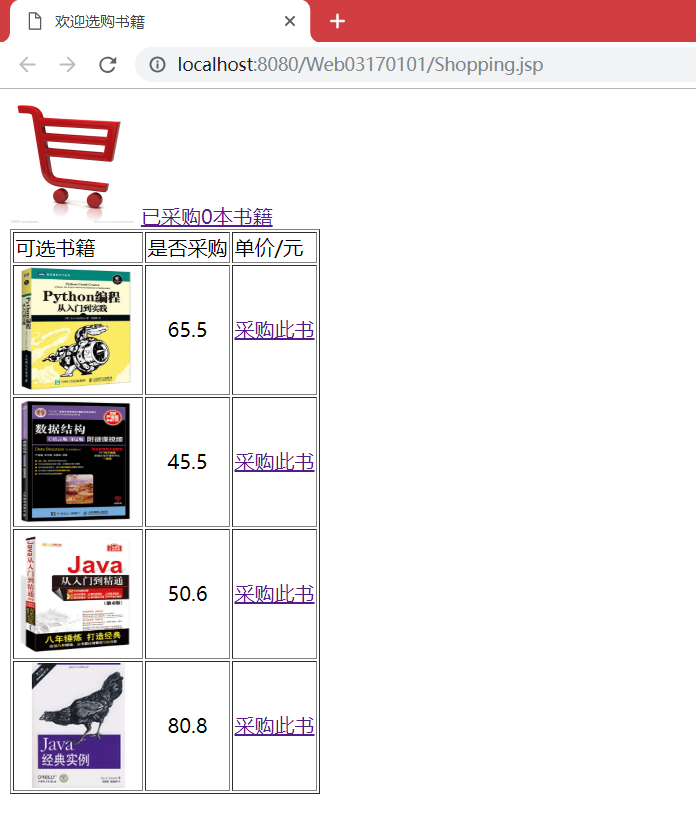 欢迎选购书籍
localhost:8080/Web03170101/Shopping.jsp
已采购0本书籍
可选书籍 是否采购 单价/元
Python编程
从入门到实践
65.5 采购此书
数据结构
附微课视频
45.5 采购此书
Java
从入门到精通
八年锤炼 打造经典
50.6 采购此书
Java
经典实例
O'REILLY
80.8 采购此书